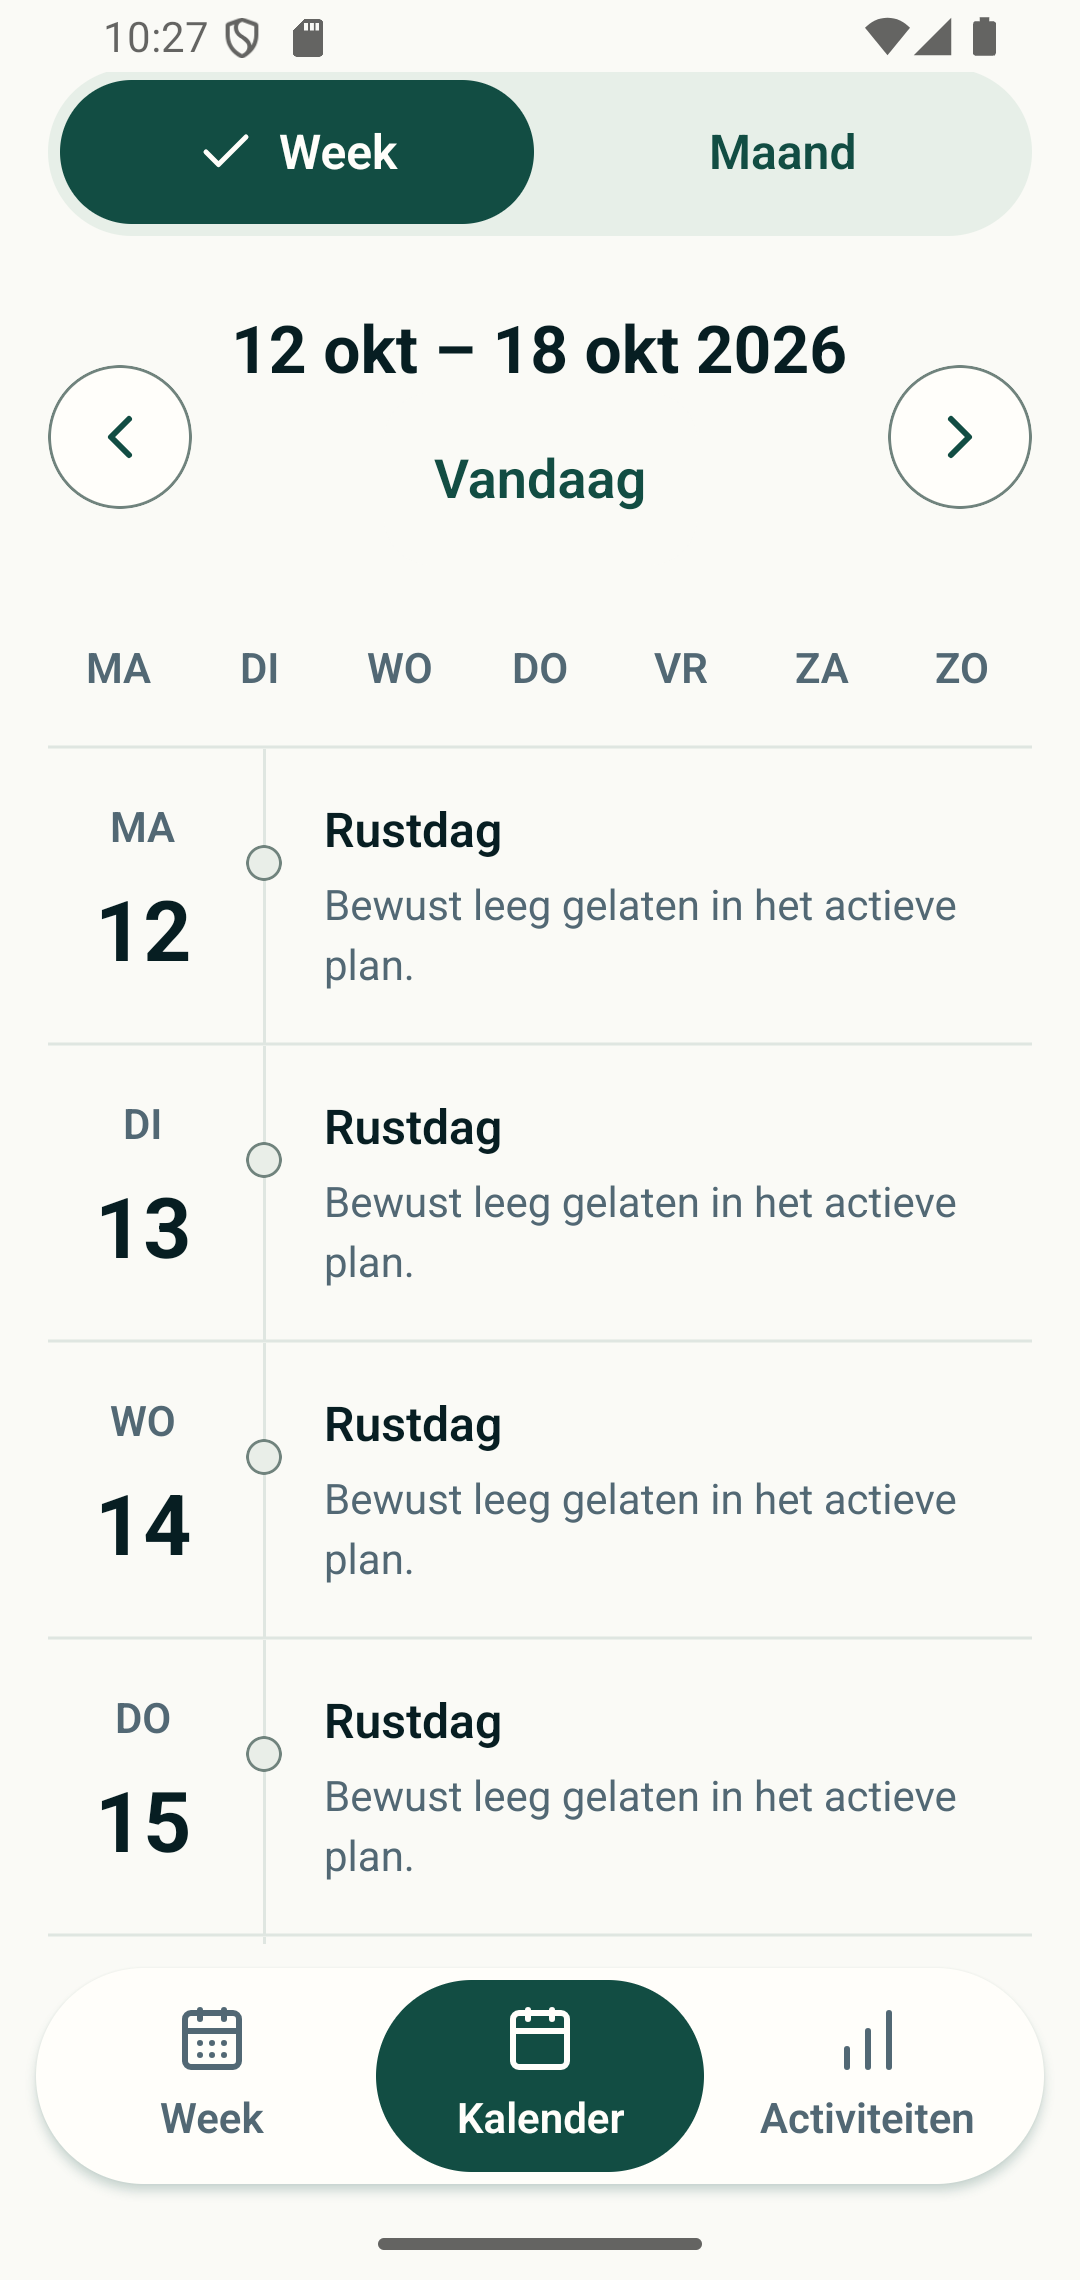 10:27
Week
Maand
12 okt – 18 okt 2026
Vandaag
MA DI WO DO VR ZA ZO
MA
12
Rustdag
Bewust leeg gelaten in het actieve
plan.
DI
13
Rustdag
Bewust leeg gelaten in het actieve
plan.
WO
14
Rustdag
Bewust leeg gelaten in het actieve
plan.
DO
15
Rustdag
Bewust leeg gelaten in het actieve
plan.
Week
Kalender
Activiteiten